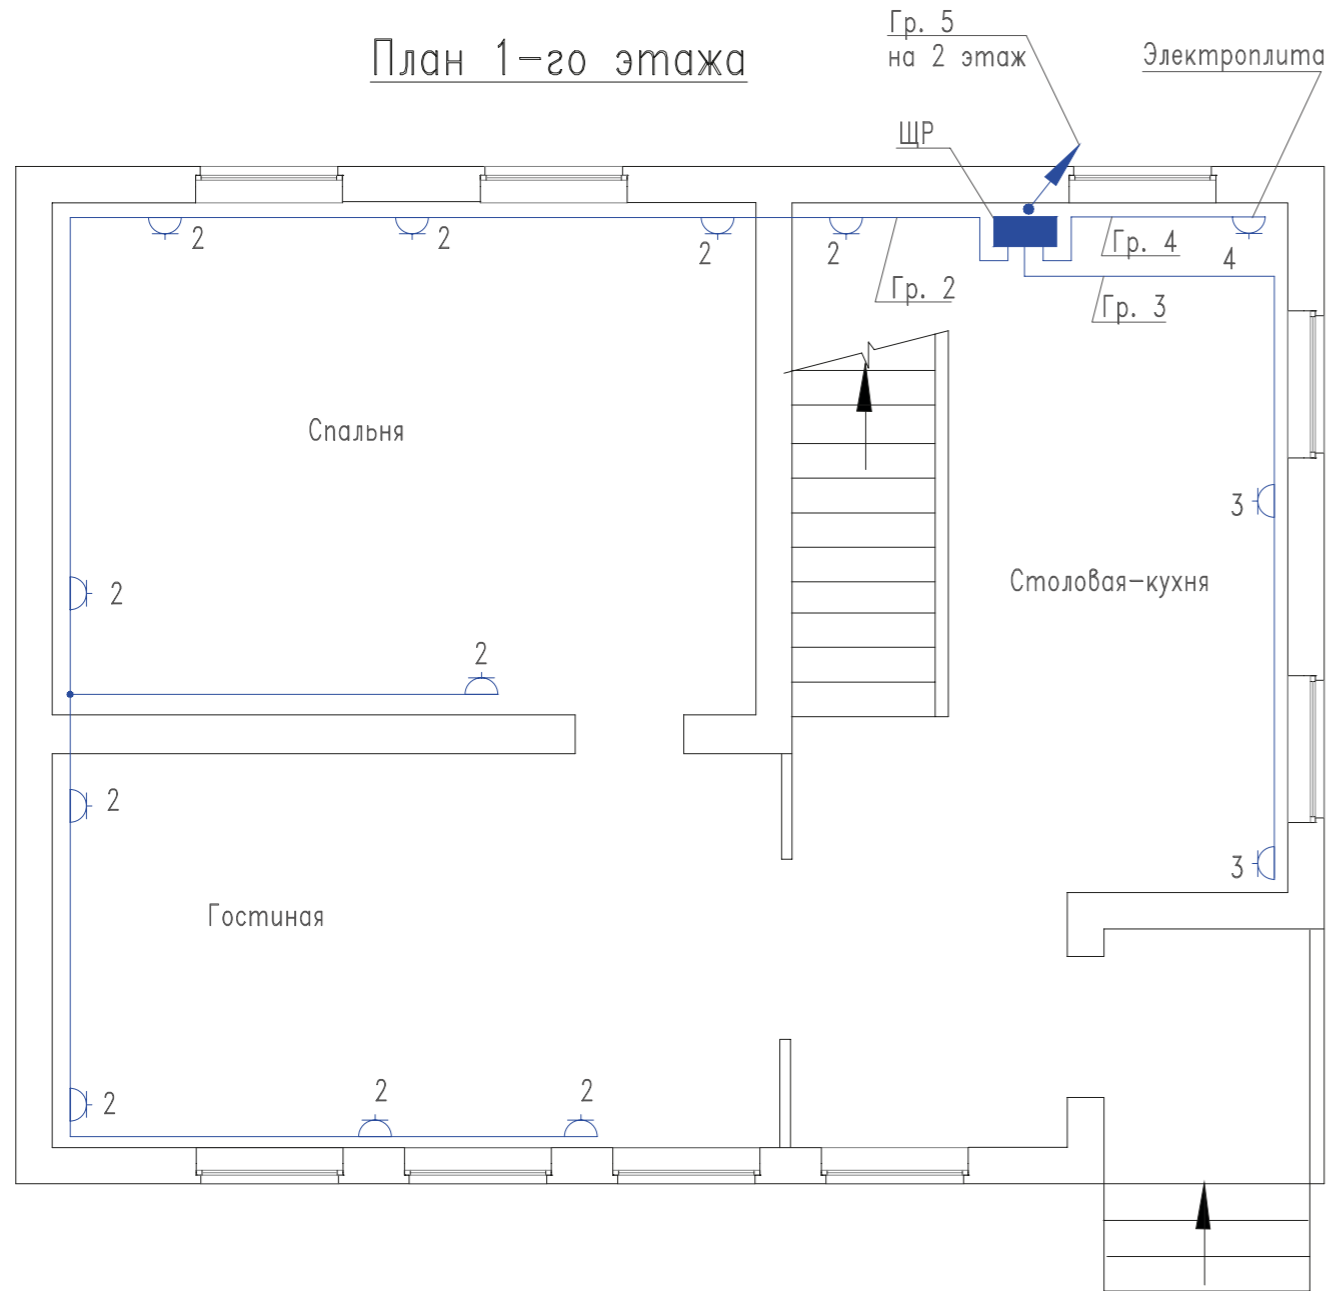 План 1-го этажа
Гр. 5
на 2 этаж
Электроплита
ЩР
2
2
2
2
Гр. 2
Гр. 4
4
Гр. 3
Спальня
3
Столовая-кухня
2
2
2
3
Гостиная
2
2
2